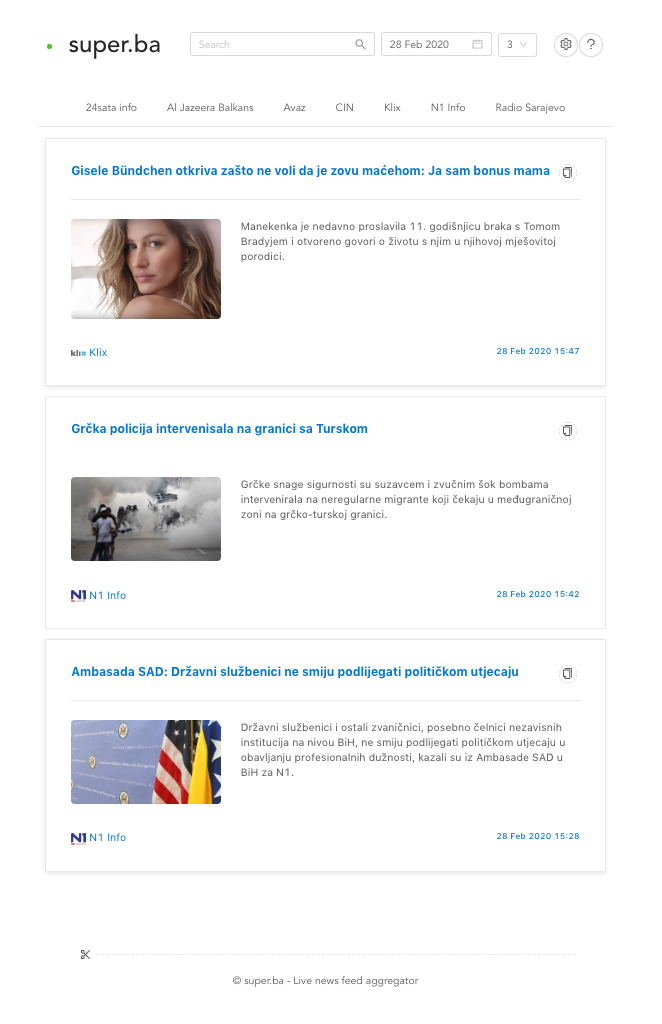 super.ba
Search
28 Feb 2020
3
?
24sata info
Al Jazeera Balkans
Avaz
CIN
Klix
N1 Info
Radio Sarajevo
Gisele Bündchen otkriva zašto ne voli da je zovu maćehom: Ja sam bonus mama
Manekenka je nedavno proslavila 11. godišnjicu braka s Tomom
Bradyjem i otvoreno govori o životu s njim u njihovoj mješovitoj
porodici.
klix Klix
28 Feb 2020 15:47
Grčka policija intervenisala na granici sa Turskom
Grčke snage sigurnosti su suzavcem i zvučnim šok bombama
intervenirala na neregularne migrante koji čekaju u međugraničnoj
zoni na grčko-turskoj granici.
N1 N1 Info
28 Feb 2020 15:42
Ambasada SAD: Državni službenici ne smiju podlijegati političkom utjecaju
Državni službenici i ostali zvaničnici, posebno čelnici nezavisnih
institucija na nivou BiH, ne smiju podlijegati političkom utjecaju u
obavljanju profesionalnih dužnosti, kazali su iz Ambasade SAD u
BiH za N1.
N1 N1 Info
28 Feb 2020 15:28
© super.ba - Live news feed aggregator